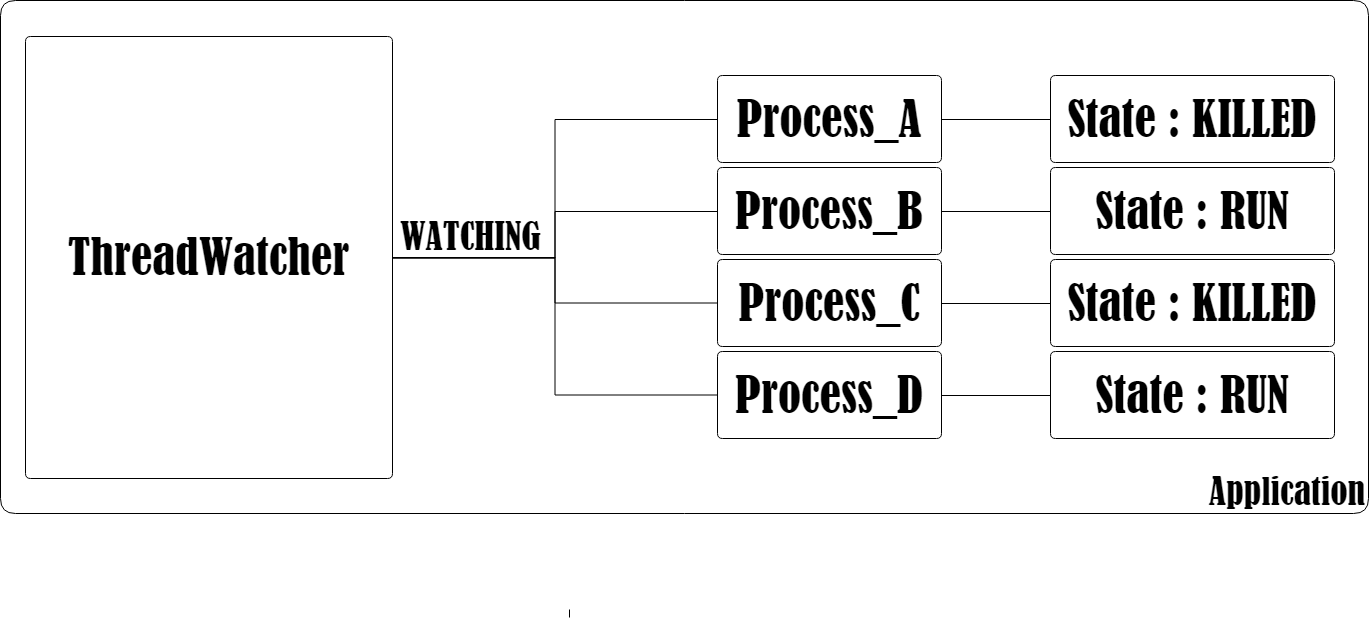 Process_A State : KILLED
Process_B State : RUN
WATCHING
ThreadWatcher
Process_C State : KILLED
Process_D State : RUN
Application